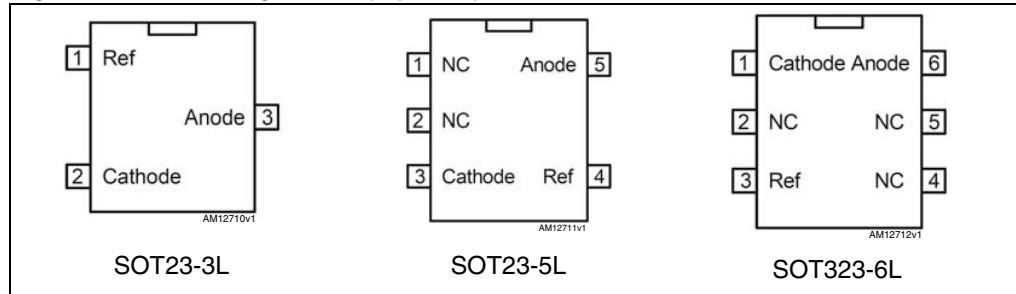 1 Ref
Anode 3
2 Cathode
AM12710v1
SOT23-3L
1 NC Anode 5
2 NC
3 Cathode Ref 4
AM12711v1
SOT23-5L
1 Cathode Anode 6
2 NC NC 5
3 Ref NC 4
AM12712v1
SOT323-6L